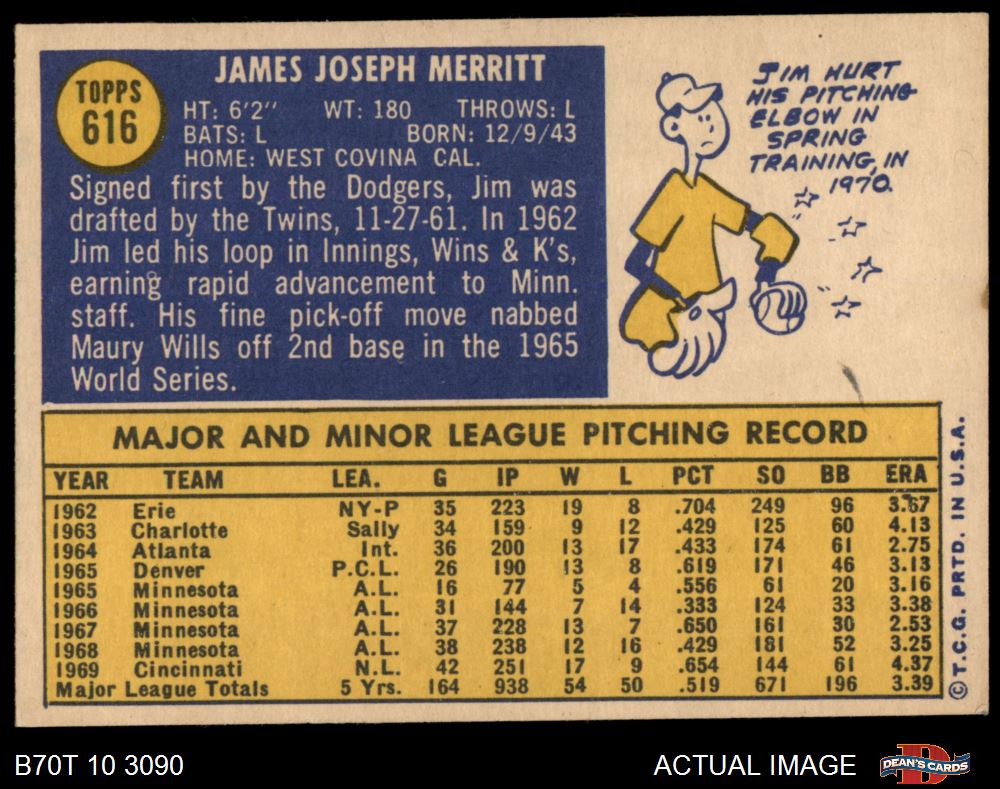 TOPPS
616
JAMES JOSEPH MERRITT
HT: 6'2" WT: 180 THROWS: L
BATS: L BORN: 12/9/43
HOME: WEST COVINA CAL.
Signed first by the Dodgers, Jim was
drafted by the Twins, 11-27-61. In 1962
Jim led his loop in Innings, Wins & K's,
earning rapid advancement to Minn.
staff. His fine pick-off move nabbed
Maury Wills off 2nd base in the 1965
World Series.
JIM HURT
HIS PITCHING
ELBOW IN
SPRING
TRAINING, IN
1970.
MAJOR AND MINOR LEAGUE PITCHING RECORD
YEAR TEAM LEA. G IP W L PCT SO BB ERA
1962 Erie NY-P 35 223 19 8 .704 249 96 3.67
1963 Charlotte Sally 34 159 9 12 .429 125 60 4.13
1964 Atlanta Int. 36 200 13 17 .433 174 61 2.75
1965 Denver P.C.L. 26 190 13 8 .619 171 46 3.13
1965 Minnesota A.L. 16 77 5 4 .556 61 20 3.16
1966 Minnesota A.L. 31 144 7 14 .333 124 33 3.38
1967 Minnesota A.L. 37 228 13 7 .650 161 30 2.53
1968 Minnesota A.L. 38 238 12 16 .429 181 52 3.25
1969 Cincinnati N.L. 42 251 17 9 .654 144 61 4.37
Major League Totals 5 Yrs. 164 938 54 50 .519 671 196 3.39
© T.C.G. PRTD. IN U.S.A.
B70T 10 3090 ACTUAL IMAGE
DEAN'S CARDS